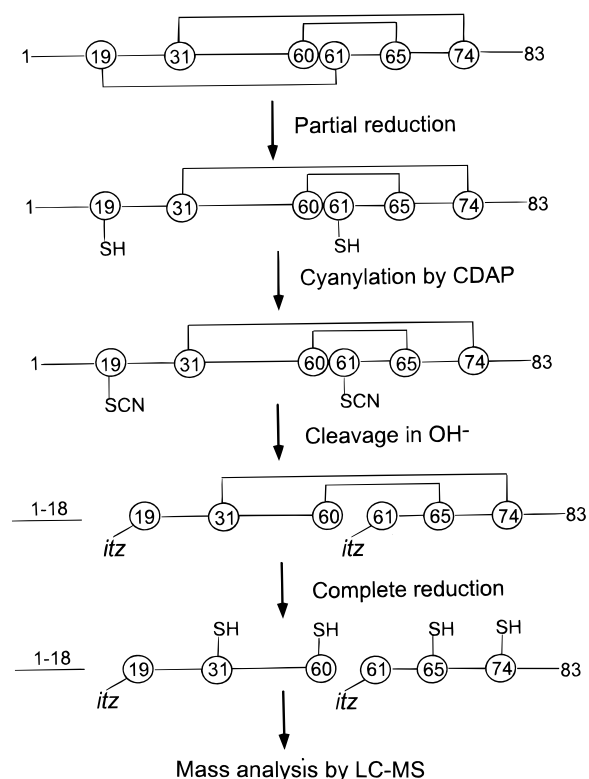 1 19 31 60 61 65 74 83
Partial reduction
1 19 31 60 61 65 74 83
SH SH
Cyanylation by CDAP
1 19 31 60 61 65 74 83
SCN SCN
Cleavage in OH-
1-18 19 31 60 61 65 74 83
itz itz
Complete reduction
SH SH SH SH
1-18 19 31 60 61 65 74 83
itz itz
Mass analysis by LC-MS